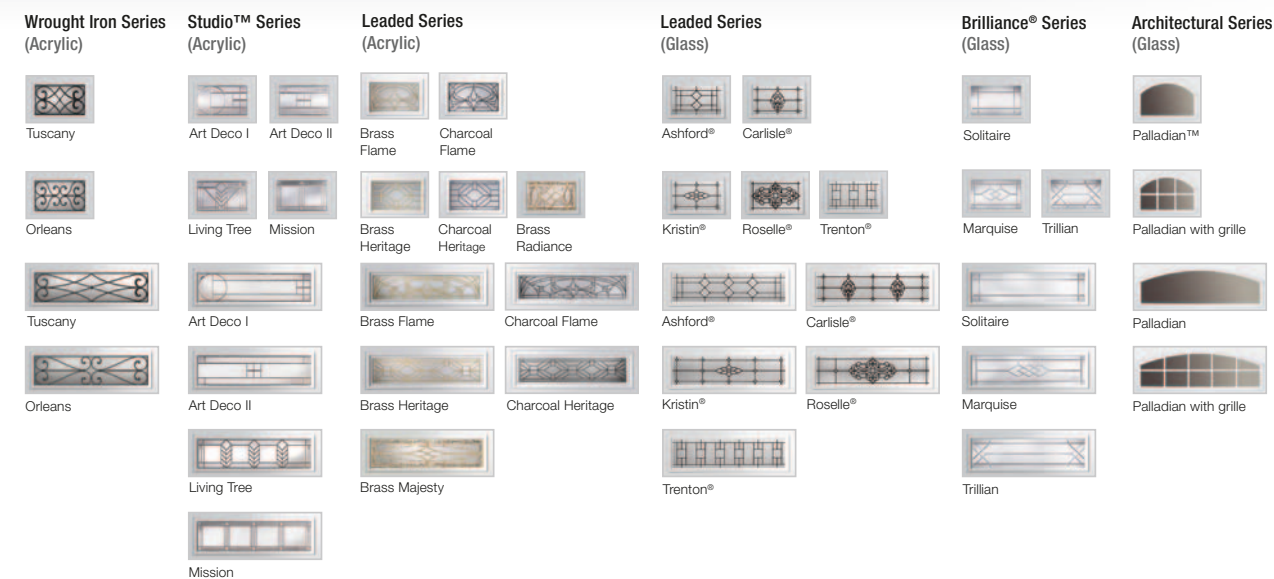 Wrought Iron Series
(Acrylic)
Tuscany
Orleans
Tuscany
Orleans
Studio™ Series
(Acrylic)
Art Deco I
Art Deco II
Living Tree
Mission
Art Deco I
Art Deco II
Living Tree
Mission
Leaded Series
(Acrylic)
Brass
Flame
Charcoal
Flame
Brass
Heritage
Charcoal
Heritage
Brass
Radiance
Brass Flame
Charcoal Flame
Brass Heritage
Charcoal Heritage
Brass Majesty
Leaded Series
(Glass)
Ashford®
Carlisle®
Kristin®
Roselle®
Trenton®
Ashford®
Carlisle®
Kristin®
Roselle®
Trenton®
Brilliance® Series
(Glass)
Solitaire
Marquise
Trillian
Solitaire
Marquise
Trillian
Architectural Series
(Glass)
Palladian™
Palladian with grille
Palladian
Palladian with grille